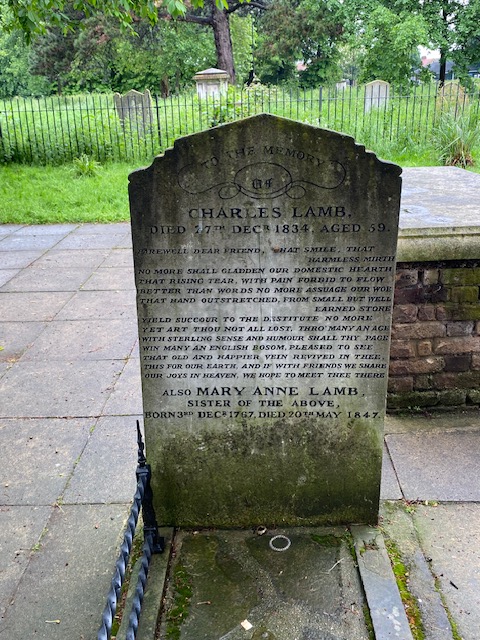 TO THE MEMORY
OF
CHARLES LAMB,
DIED 27TH DECR 1834, AGED 59.
FAREWELL DEAR FRIEND, THAT SMILE, THAT
HARMLESS MIRTH
NO MORE SHALL GLADDEN OUR DOMESTIC HEARTH
THAT RISING TEAR, WITH PAIN FORBID TO FLOW
BETTER THAN WORDS NO MORE ASSUAGE OUR WOE
THAT HAND OUTSTRETCHED, FROM SMALL BUT WELL
EARNED STORE
YIELD SUCCOUR TO THE DESTITUTE NO MORE
YET ART THOU NOT ALL LOST, THRO' MANY AN AGE
WITH STERLING SENSE AND HUMOUR SHALL THY PAGE
WIN MANY AN ENGLISH BOSOM, PLEASED TO SEE
THAT OLD AND HAPPIER VEIN REVIVED IN THEE,
THIS FOR OUR EARTH, AND IF WITH FRIENDS WE SHARE
OUR JOYS IN HEAVEN, WE HOPE TO MEET THEE THERE
ALSO MARY ANNE LAMB,
SISTER OF THE ABOVE,
BORN 3RD DECR 1767, DIED 20TH MAY 1847.